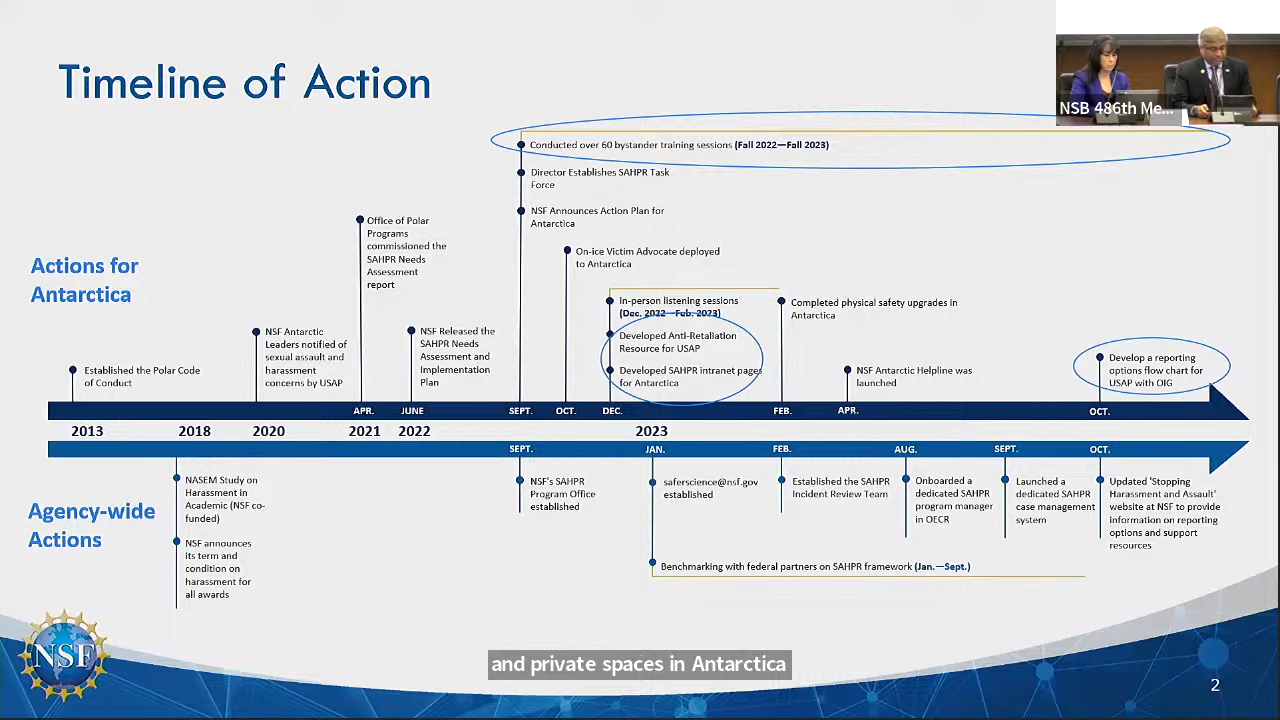 Timeline of Action
NSB 486th Me...
Conducted over 60 bystander training sessions (Fall 2022—Fall 2023)
Director Establishes SAHPR Task
Force
NSF Announces Action Plan for
Antarctica
Office of Polar
Programs
commissioned the
SAHPR Needs
Assessment
report
On-ice Victim Advocate deployed
to Antarctica
Actions for
Antarctica
In-person listening sessions
(Dec. 2022—Feb. 2023)
Completed physical safety upgrades in
Antarctica
NSF Antarctic
Leaders notified of
sexual assault and
harassment
concerns by USAP
NSF Released the
SAHPR Needs
Assessment and
Implementation
Plan
Developed Anti-Retaliation
Resource for USAP
Developed SAHPR intranet pages
for Antarctica
Established the Polar Code
of Conduct
NSF Antarctic Helpline was
launched
Develop a reporting
options flow chart for
USAP with OIG
APR. JUNE SEPT. OCT. DEC. FEB. APR. OCT.
2013 2018 2020 2021 2022 2023
SEPT. JAN. FEB. AUG. SEPT. OCT.
Agency-wide
Actions
NASEM Study on
Harassment in
Academic (NSF co-
funded)
NSF announces
its term and
condition on
harassment for
all awards
NSF's SAHPR
Program Office
established
saferscience@nsf.gov
established
Established the SAHPR
Incident Review Team
Onboarded a
dedicated SAHPR
program manager
in OECR
Launched a
dedicated SAHPR
case management
system
Updated 'Stopping
Harassment and Assault'
website at NSF to provide
information on reporting
options and support
resources
Benchmarking with federal partners on SAHPR framework (Jan.—Sept.)
NSF
and private spaces in Antarctica
2